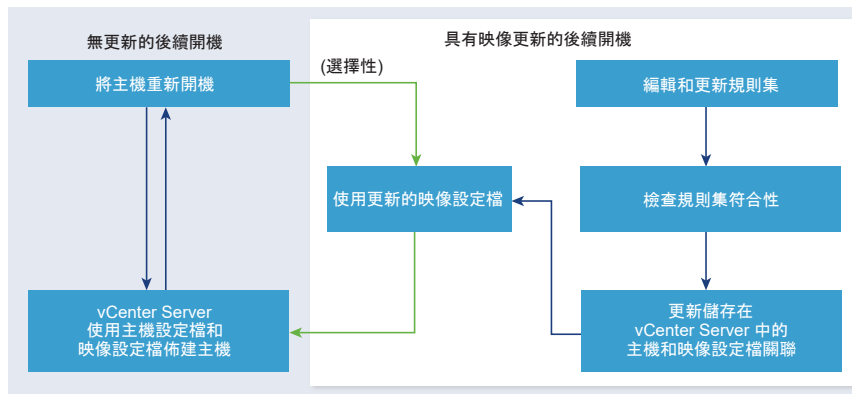 無更新的後續開機
將主機重新開機
vCenter Server
使用主機設定檔和
映像設定檔佈建主機
具有映像更新的後續開機
(選擇性)
使用更新的映像設定檔
編輯和更新規則集
檢查規則集符合性
更新儲存在
vCenter Server 中的
主機和映像設定檔關聯